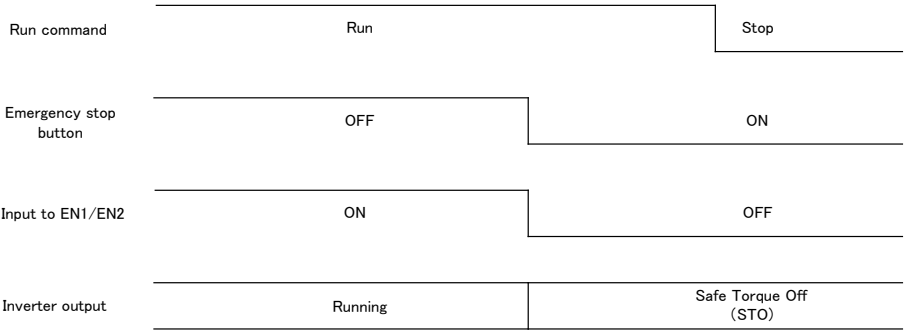 Run command
Run
Stop
Emergency stop
button
OFF
ON
Input to EN1/EN2
ON
OFF
Inverter output
Running
Safe Torque Off
(STO)